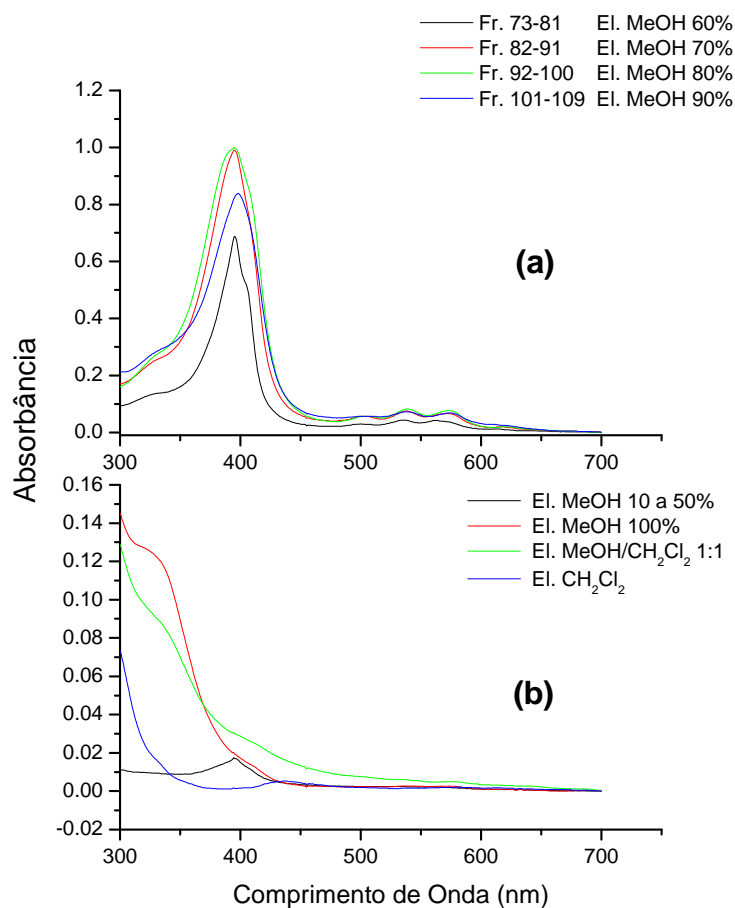 Fr. 73-81 El. MeOH 60%
Fr. 82-91 El. MeOH 70%
Fr. 92-100 El. MeOH 80%
Fr. 101-109 El. MeOH 90%
1.2
1.0
0.8
0.6
0.4
0.2
0.0
(a)
300 400 500 600 700
Absorbância
0.16
0.14
0.12
0.10
0.08
0.06
0.04
0.02
0.00
-0.02
El. MeOH 10 a 50%
El. MeOH 100%
El. MeOH/CH₂Cl₂ 1:1
El. CH₂Cl₂
(b)
300 400 500 600 700
Comprimento de Onda (nm)